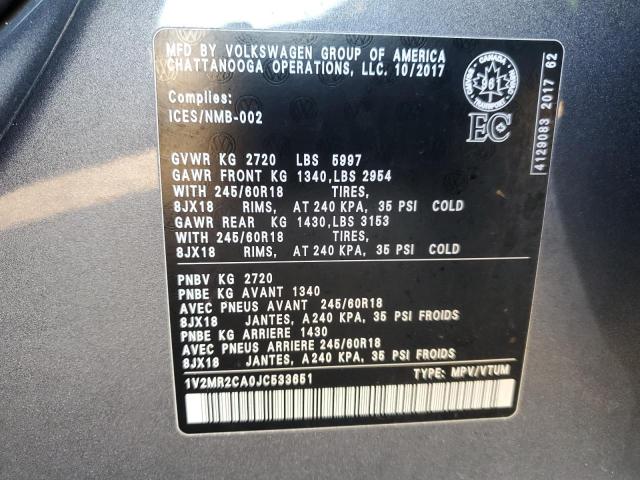 MFD BY VOLKSWAGEN GROUP OF AMERICA
CHATTANOOGA OPERATIONS, LLC. 10/2017
Complies:
ICES/NMB-002
CANADA
TRANSPORT
EC
4129083 2017 62
GVWR KG 2720 LBS 5997
GAWR FRONT KG 1340,LBS 2954
WITH 245/60R18 TIRES,
8JX18 RIMS, AT 240 KPA, 35 PSI COLD
GAWR REAR KG 1430,LBS 3153
WITH 245/60R18 TIRES,
8JX18 RIMS, AT 240 KPA, 35 PSI COLD
PNBV KG 2720
PNBE KG AVANT 1340
AVEC PNEUS AVANT 245/60R18
8JX18 JANTES, A 240 KPA, 35 PSI FROIDS
PNBE KG ARRIERE 1430
AVEC PNEUS ARRIERE 245/60R18
8JX18 JANTES, A 240 KPA, 35 PSI FROIDS
1V2MR2CA0JC533651 TYPE: MPV/VTUM